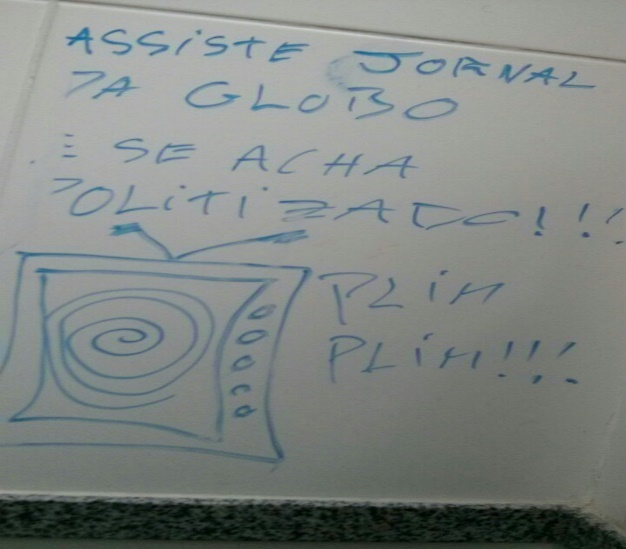 ASSiSTE JORNAL
DA GLOBO
E SE ACHA
POLiTiZADO!!!
PLiM
PLiM!!!